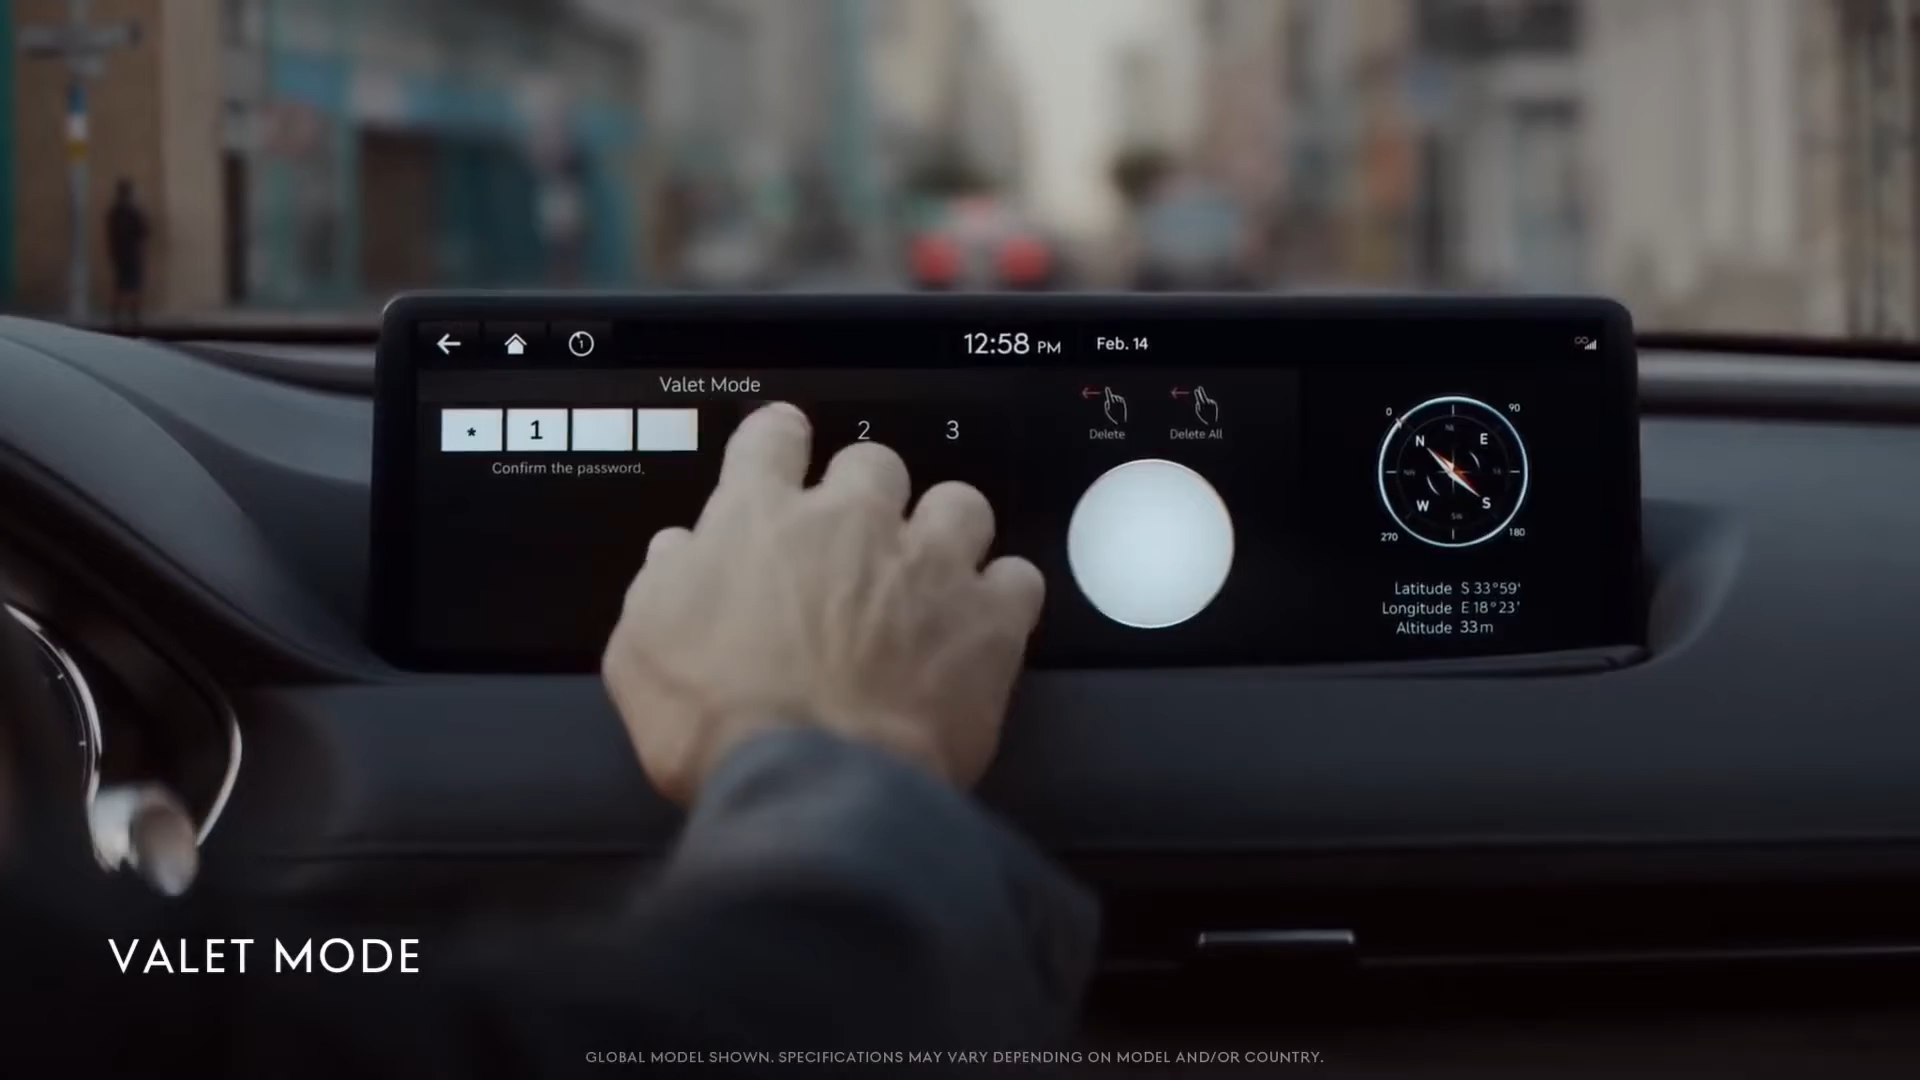 1
12:58 PM
Feb. 14
Valet Mode
* 1
2
3
Delete
Delete All
Confirm the password.
0
90
N
E
W
S
270
180
Latitude S 33°59'
Longitude E 18°23'
Altitude 33m
VALET MODE
GLOBAL MODEL SHOWN. SPECIFICATIONS MAY VARY DEPENDING ON MODEL AND/OR COUNTRY.